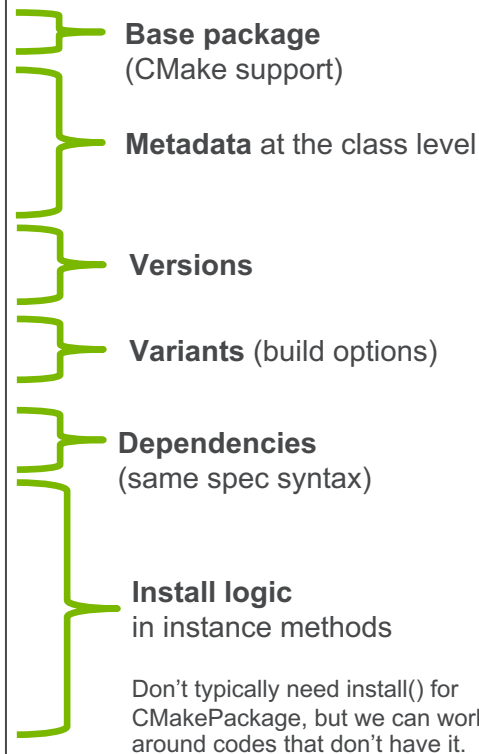 Base package
(CMake support)
Metadata at the class level
Versions
Variants (build options)
Dependencies
(same spec syntax)
Install logic
in instance methods
Don’t typically need install() for
CMakePackage, but we can work
around codes that don’t have it.